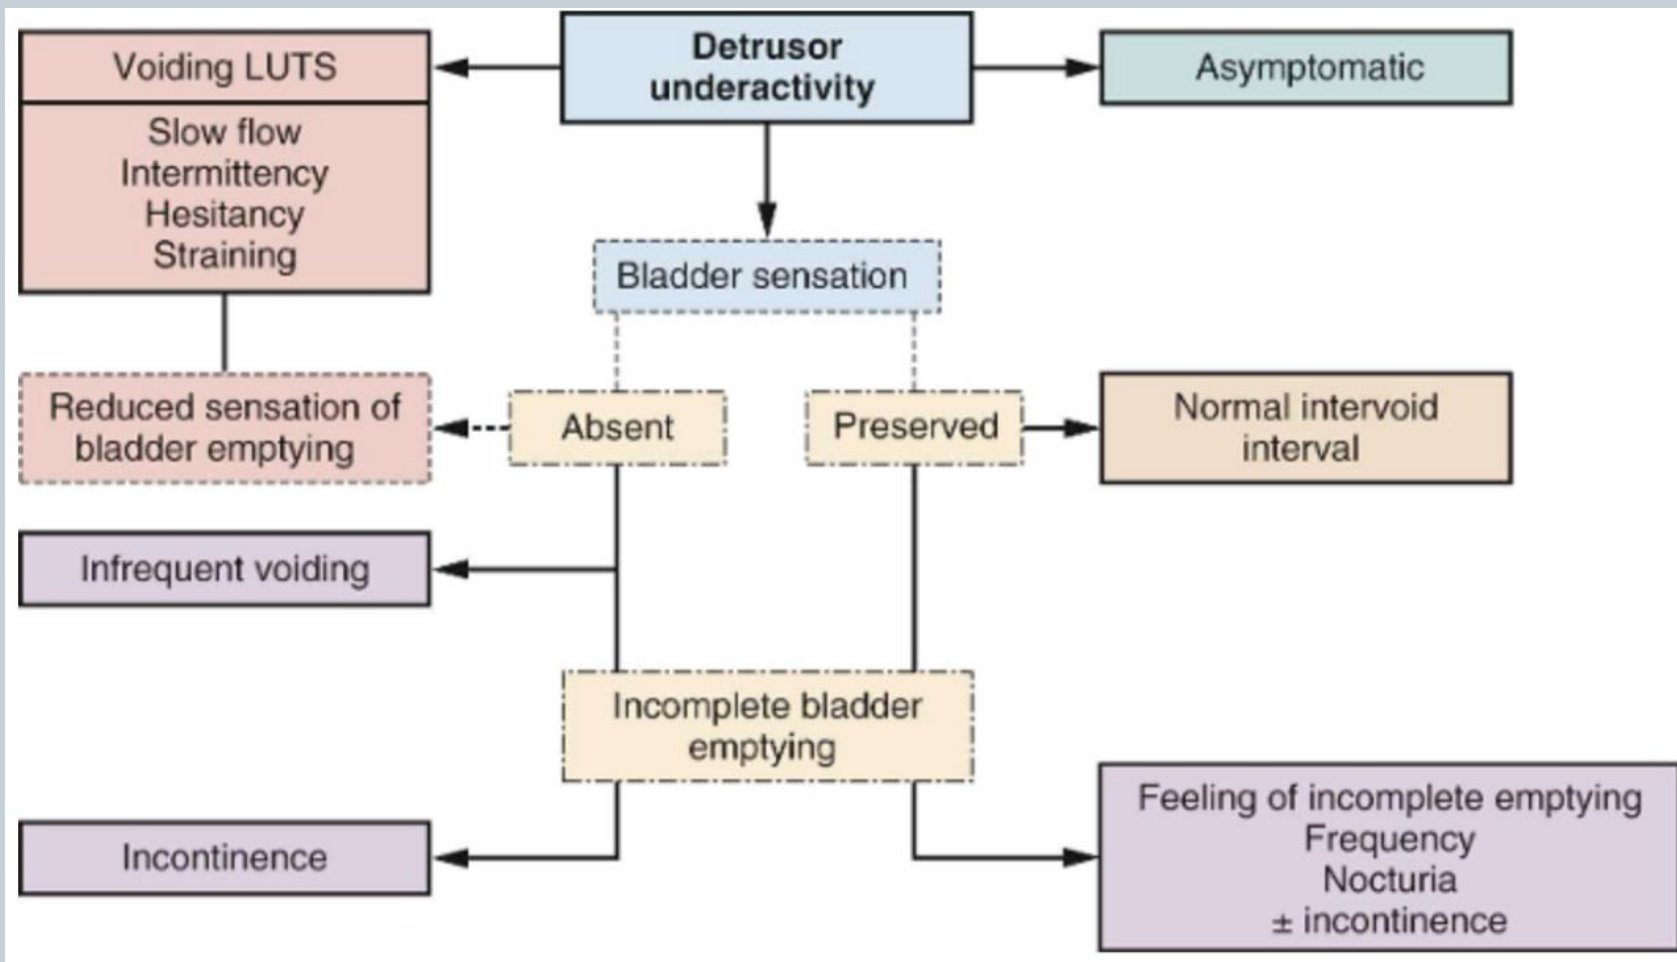 Detrusor
underactivity
Voiding LUTS
Slow flow
Intermittency
Hesitancy
Straining
Asymptomatic
Bladder sensation
Reduced sensation of
bladder emptying
Absent
Preserved
Normal intervoid
interval
Infrequent voiding
Incomplete bladder
emptying
Incontinence
Feeling of incomplete emptying
Frequency
Nocturia
± incontinence